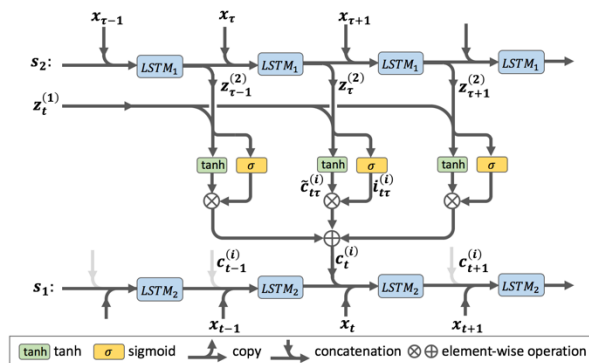 x_{τ-1} x_τ x_{τ+1}
s_2: LSTM_1 LSTM_1 LSTM_1 LSTM_1
z_{τ-1}^{(2)} z_τ^{(2)} z_{τ+1}^{(2)}
z_t^{(1)}
tanh σ tanh σ tanh σ
c̃_{tτ}^{(i)} i_{tτ}^{(i)}
⊗ ⊗ ⊗
⊕
c_{t-1}^{(i)} c_t^{(i)} c_{t+1}^{(i)}
s_1: LSTM_2 LSTM_2 LSTM_2 LSTM_2
x_{t-1} x_t x_{t+1}
tanh tanh σ sigmoid copy concatenation ⊗ ⊕ element-wise operation